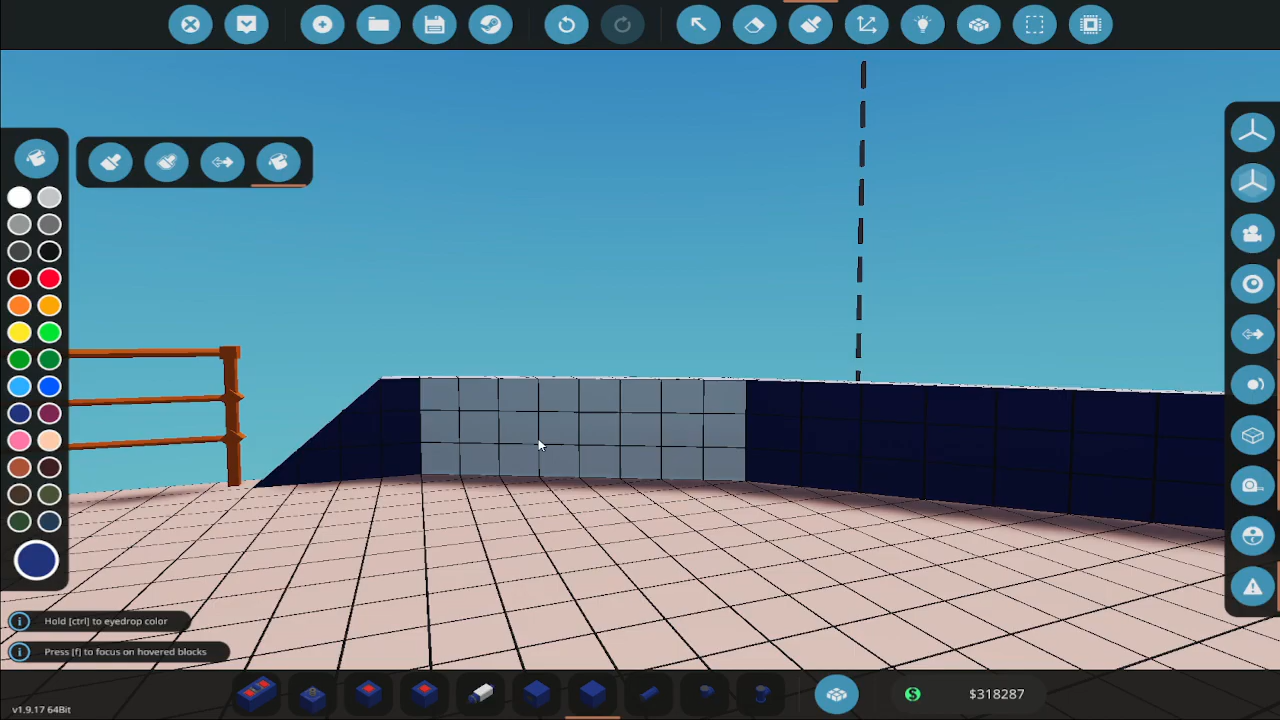 Hold [ctrl] to eyedrop color
Press [f] to focus on hovered blocks
$318287
v1.9.17 64Bit